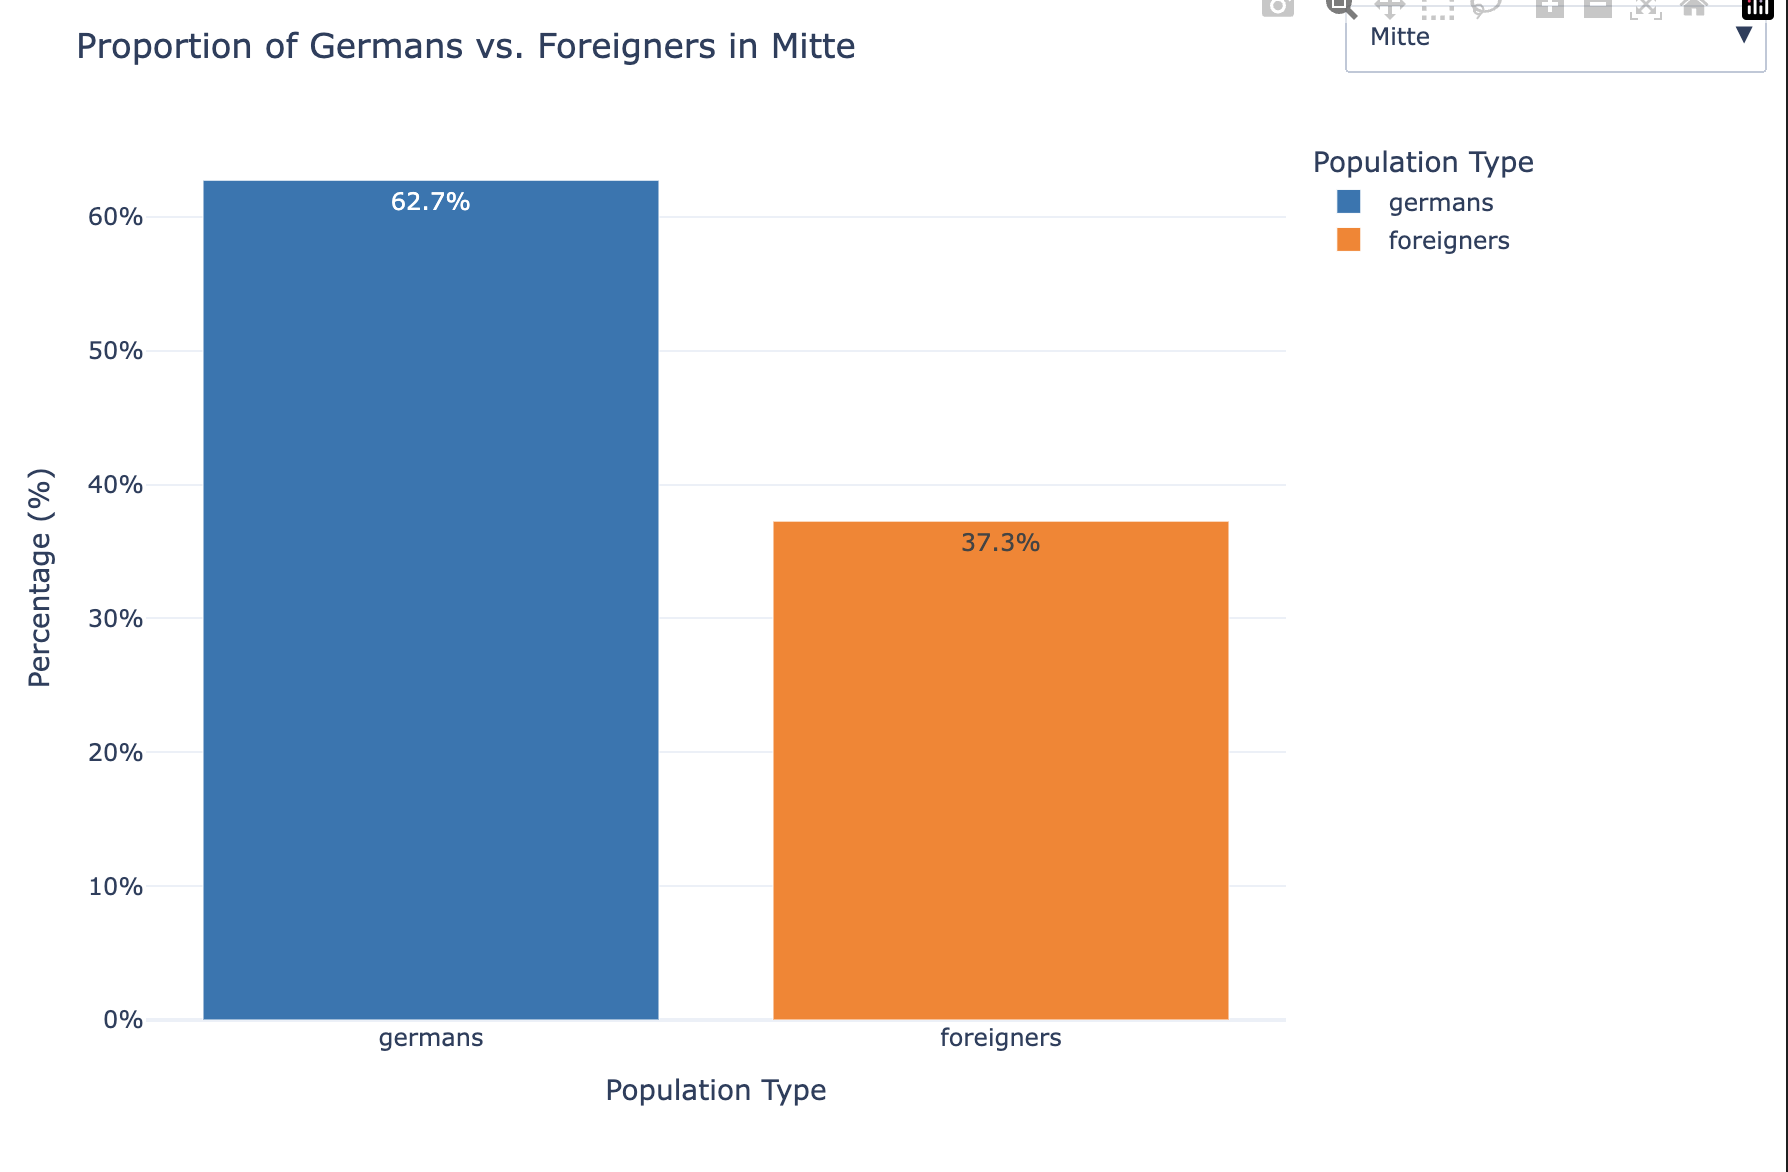 Proportion of Germans vs. Foreigners in Mitte
Mitte ▼
Population Type
germans
foreigners
62.7%
37.3%
60%
50%
40%
30%
20%
10%
0%
Percentage (%)
germans
foreigners
Population Type